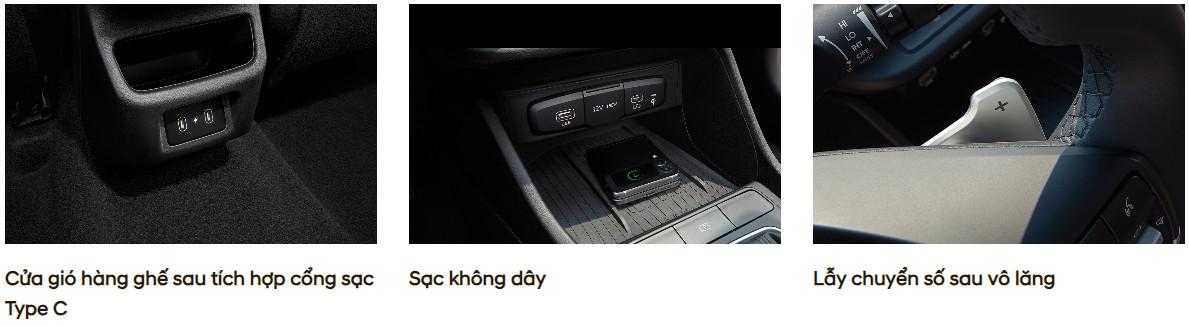 HI
LO
INT
OFF
12V 180W
+
Cửa gió hàng ghế sau tích hợp cổng sạc
Type C
Sạc không dây
Lẫy chuyển số sau vô lăng